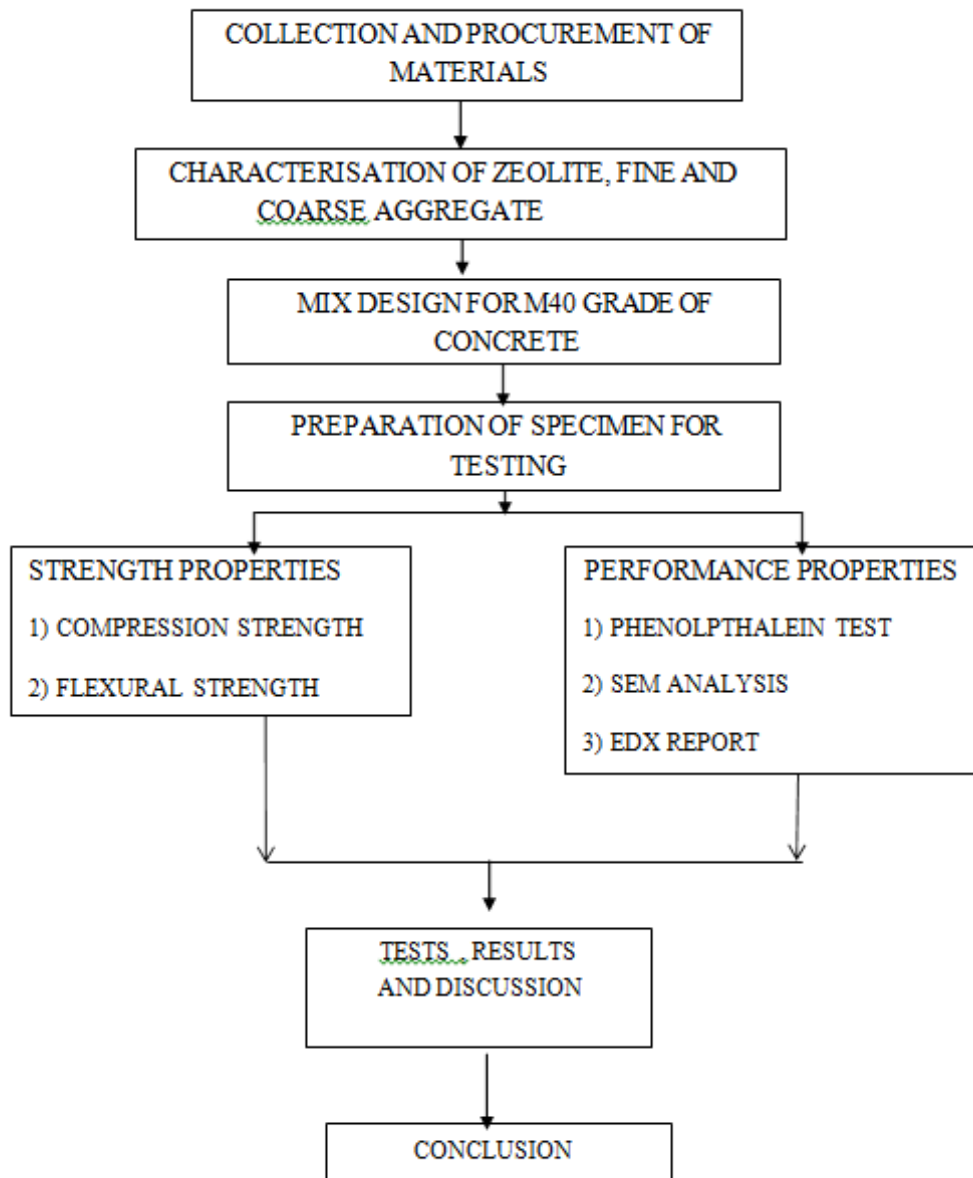 COLLECTION AND PROCUREMENT OF
MATERIALS
CHARACTERISATION OF ZEOLITE, FINE AND
COARSE AGGREGATE
MIX DESIGN FOR M40 GRADE OF
CONCRETE
PREPARATION OF SPECIMEN FOR
TESTING
STRENGTH PROPERTIES
1) COMPRESSION STRENGTH
2) FLEXURAL STRENGTH
PERFORMANCE PROPERTIES
1) PHENOLPTHALEIN TEST
2) SEM ANALYSIS
3) EDX REPORT
TESTS , RESULTS
AND DISCUSSION
CONCLUSION